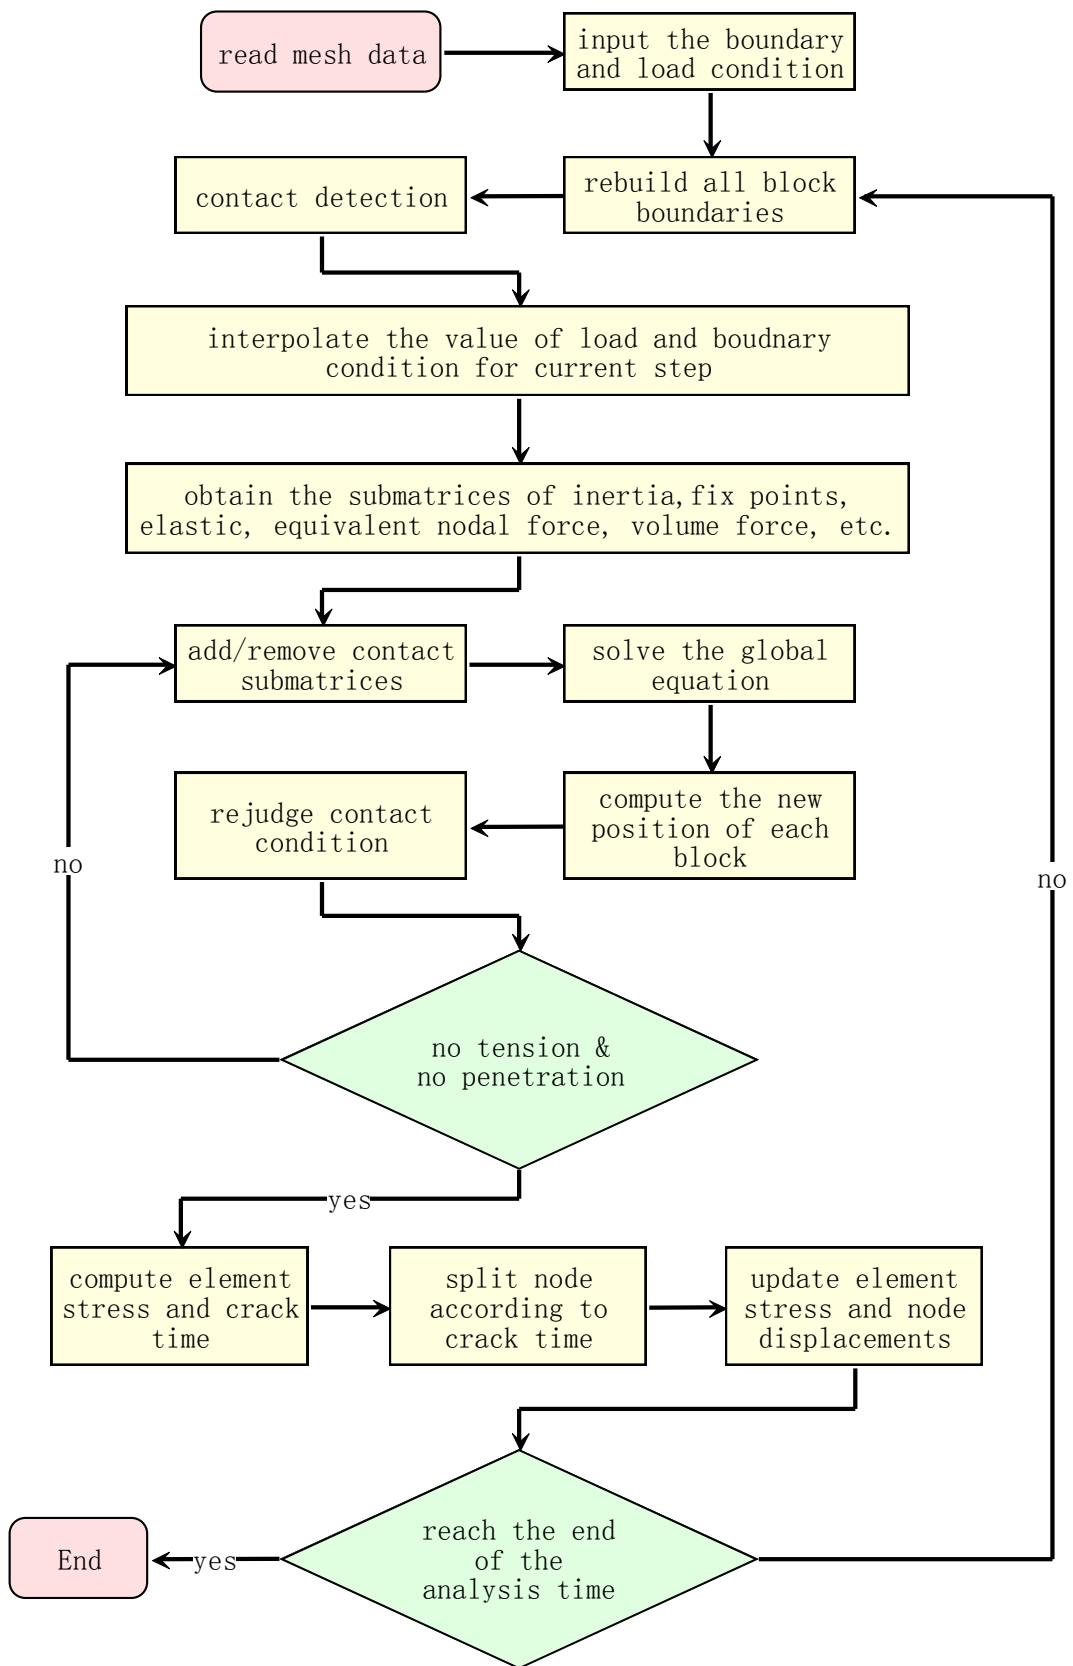 read mesh data
input the boundary
and load condition
rebuild all block
boundaries
contact detection
interpolate the value of load and boudnary
condition for current step
obtain the submatrices of inertia,fix points,
elastic, equivalent nodal force, volume force, etc.
add/remove contact
submatrices
solve the global
equation
compute the new
position of each
block
rejudge contact
condition
no
no
no tension &
no penetration
yes
compute element
stress and crack
time
split node
according to
crack time
update element
stress and node
displacements
reach the end
of the
analysis time
yes
End